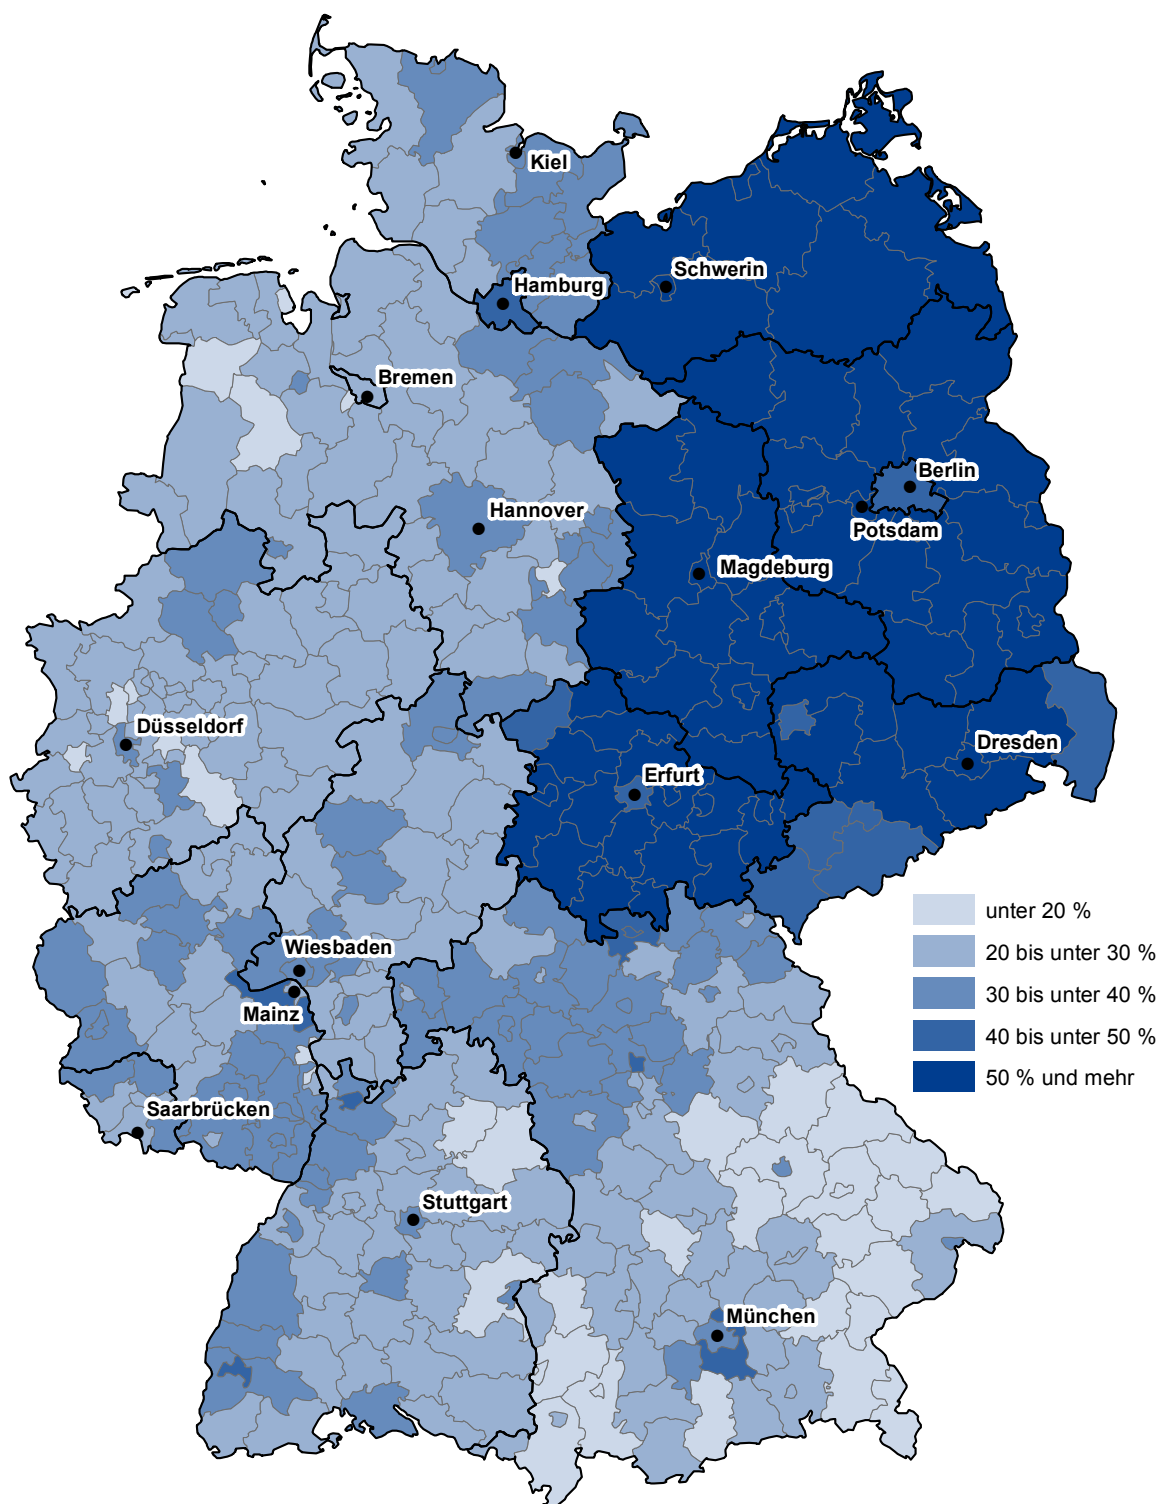 Kiel
Schwerin
Hamburg
Bremen
Berlin
Hannover
Potsdam
Magdeburg
Düsseldorf
Dresden
Erfurt
Wiesbaden
Mainz
Saarbrücken
Stuttgart
München
unter 20 %
20 bis unter 30 %
30 bis unter 40 %
40 bis unter 50 %
50 % und mehr